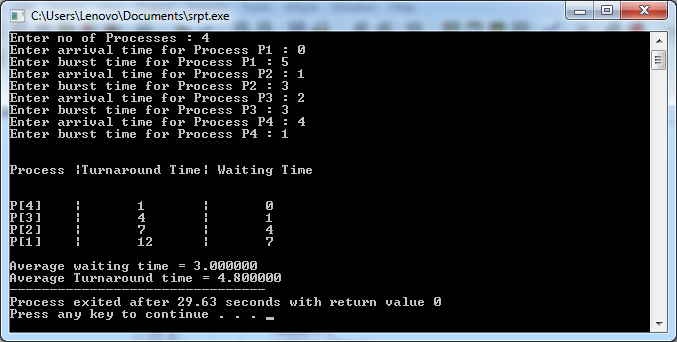 C:\Users\Lenovo\Documents\srpt.exe
Enter no of Processes : 4
Enter arrival time for Process P1 : 0
Enter burst time for Process P1 : 5
Enter arrival time for Process P2 : 1
Enter burst time for Process P2 : 3
Enter arrival time for Process P3 : 2
Enter burst time for Process P3 : 3
Enter arrival time for Process P4 : 4
Enter burst time for Process P4 : 1
Process ¦Turnaround Time¦ Waiting Time
P[4] ¦ 1 ¦ 0
P[3] ¦ 4 ¦ 1
P[2] ¦ 7 ¦ 4
P[1] ¦ 12 ¦ 7
Average waiting time = 3.000000
Average Turnaround time = 4.800000
--------------------------------
Process exited after 29.63 seconds with return value 0
Press any key to continue . . . _